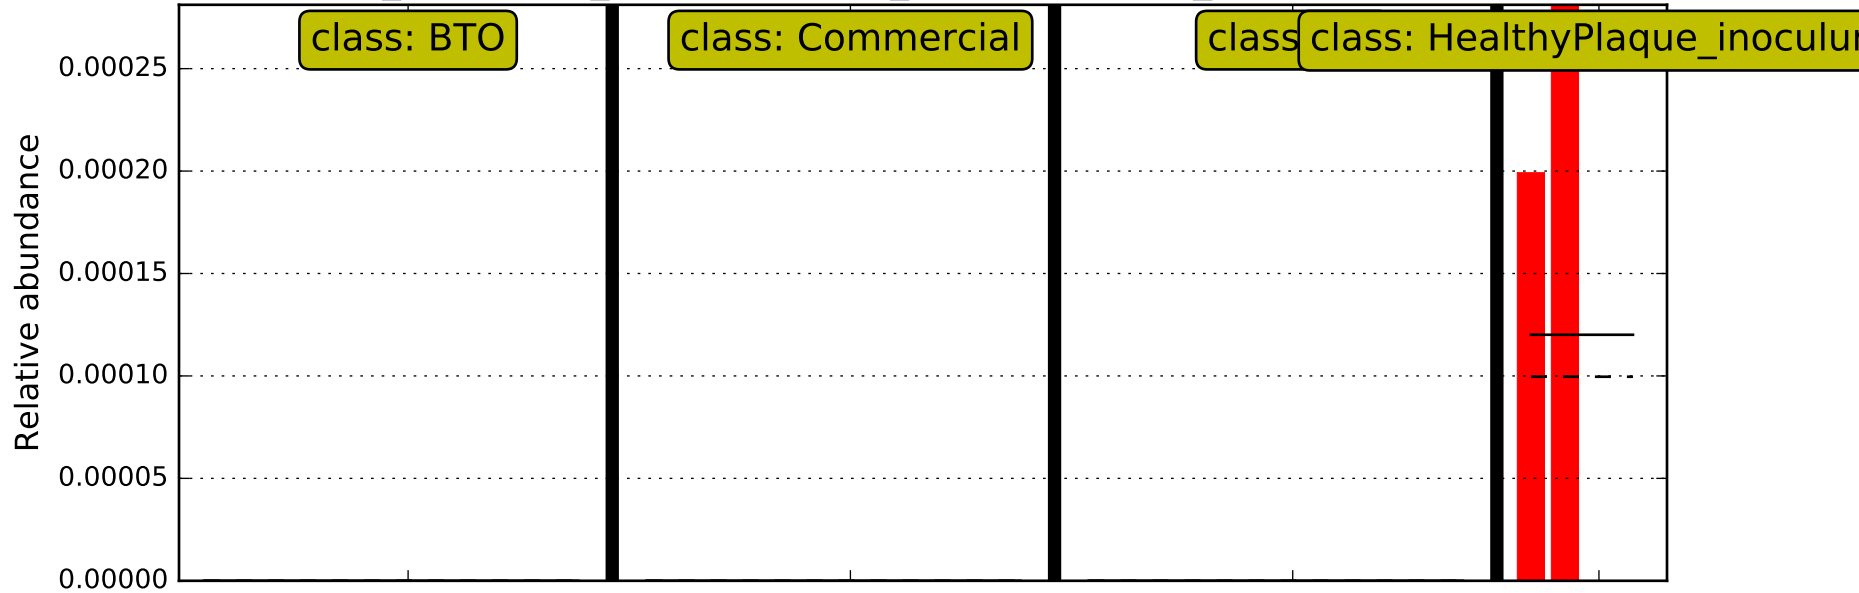 class: BTO
class: Commercial
class
class: HealthyPlaque_inoculu
0.00025
0.00020
0.00015
0.00010
0.00005
0.00000
Relative abundance